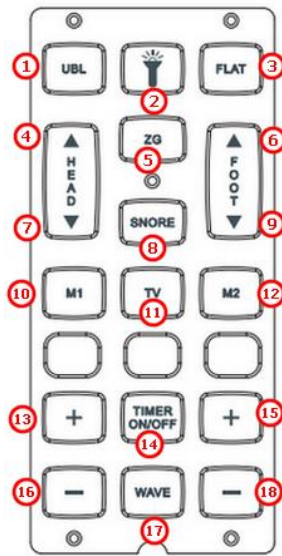 1 UBL 2 FLAT 3
4 HEAD 5 ZG 6 FOOT
7 8 SNORE 9
10 M1 11 TV M2 12
13 + TIMER
ON/OFF 14 + 15
16 − WAVE 17 − 18